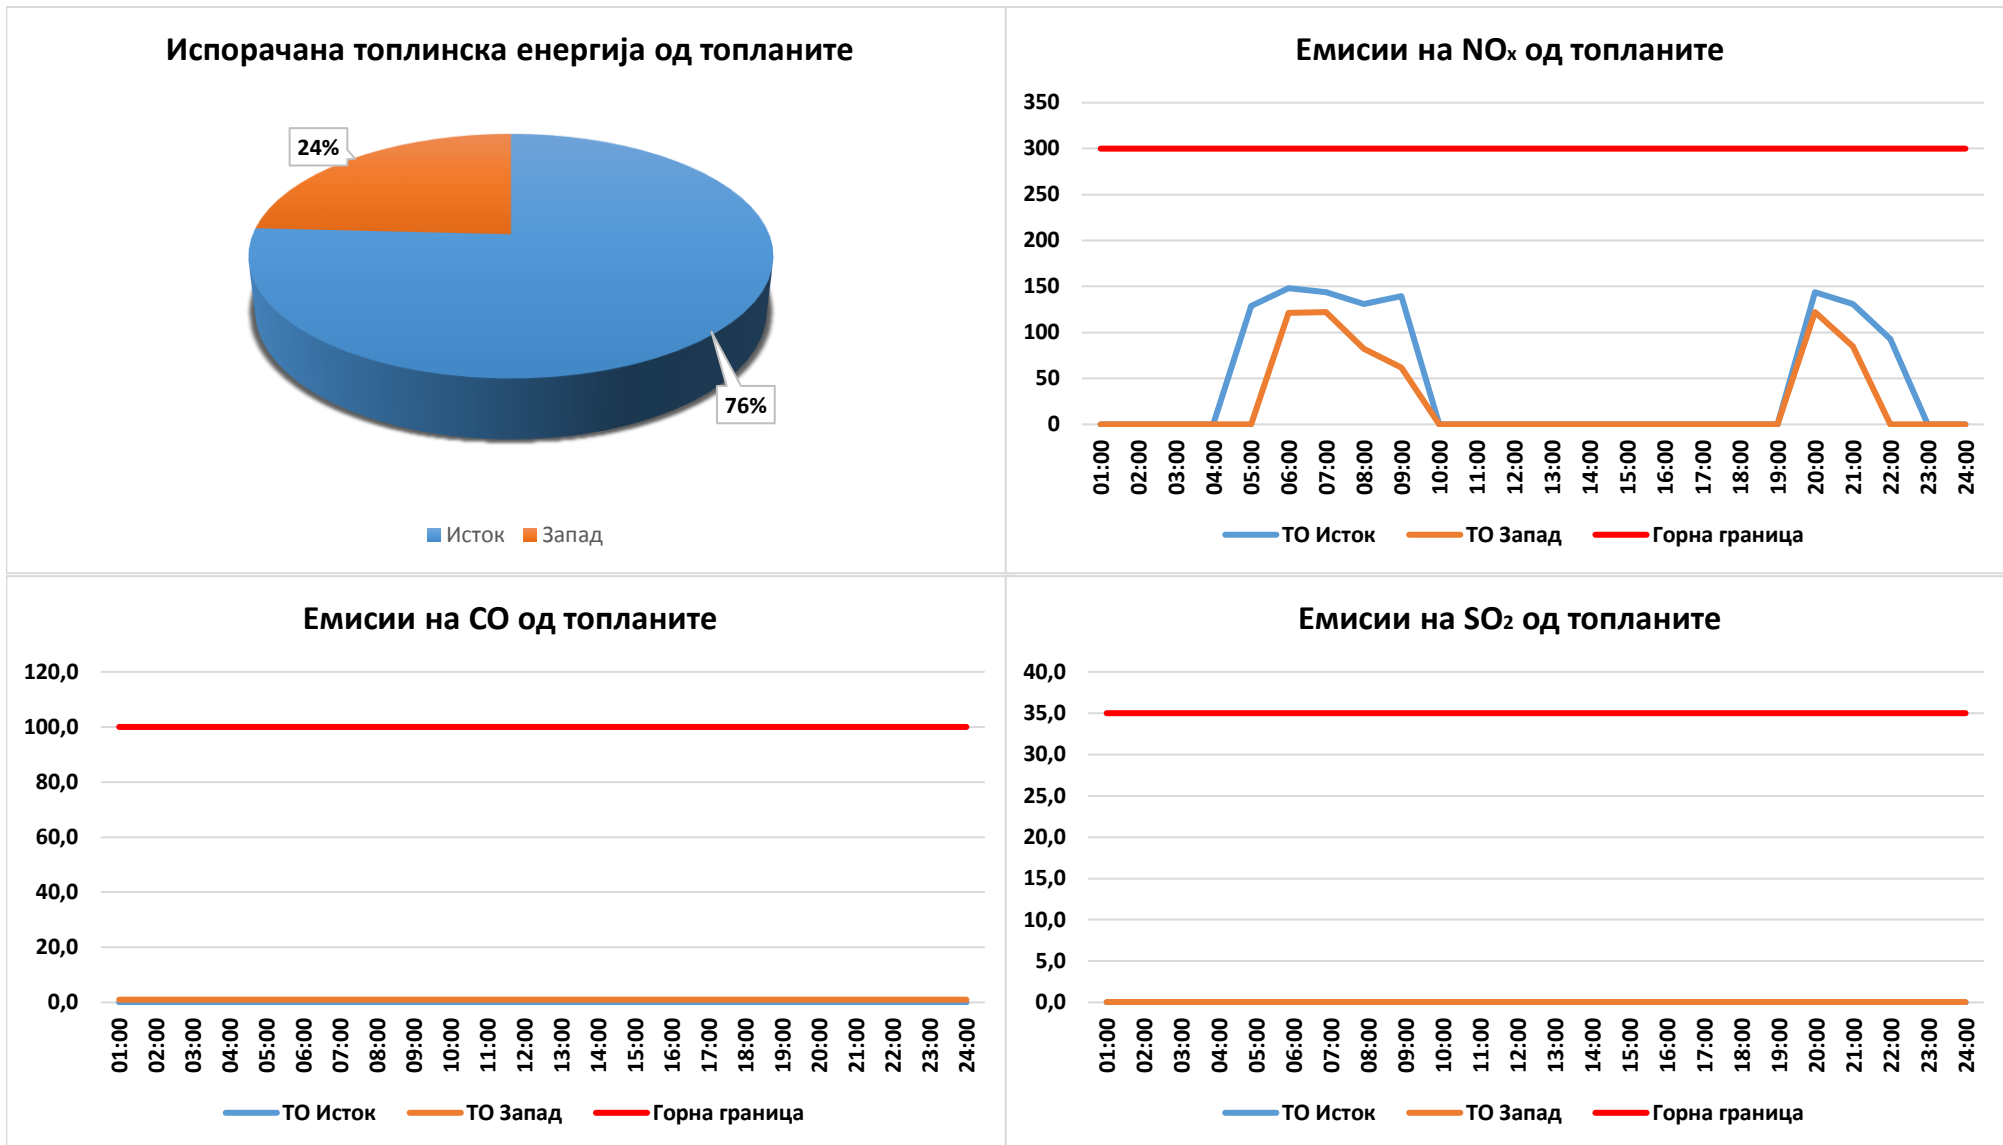 Испорачана топлинска енергија од топланите
24%
76%
Исток Запад
Емисии на NOx од топланите
350
300
250
200
150
100
50
0
01:00 02:00 03:00 04:00 05:00 06:00 07:00 08:00 09:00 10:00 11:00 12:00 13:00 14:00 15:00 16:00 17:00 18:00 19:00 20:00 21:00 22:00 23:00 24:00
ТО Исток ТО Запад Горна граница
Емисии на CO од топланите
120,0
100,0
80,0
60,0
40,0
20,0
0,0
01:00 02:00 03:00 04:00 05:00 06:00 07:00 08:00 09:00 10:00 11:00 12:00 13:00 14:00 15:00 16:00 17:00 18:00 19:00 20:00 21:00 22:00 23:00 24:00
ТО Исток ТО Запад Горна граница
Емисии на SO₂ од топланите
40,0
35,0
30,0
25,0
20,0
15,0
10,0
5,0
0,0
01:00 02:00 03:00 04:00 05:00 06:00 07:00 08:00 09:00 10:00 11:00 12:00 13:00 14:00 15:00 16:00 17:00 18:00 19:00 20:00 21:00 22:00 23:00 24:00
ТО Исток ТО Запад Горна граница